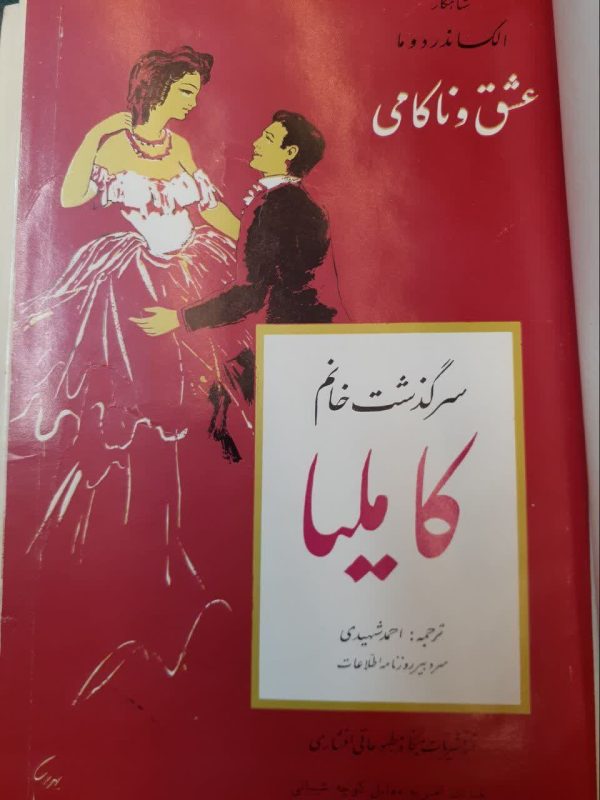 شاهکار
الکساندر دوما
عشق و ناکامی
سرگذشت خانم
کاملیا
ترجمه: احمد شهیدی
سردبیر روزنامه اطلاعات